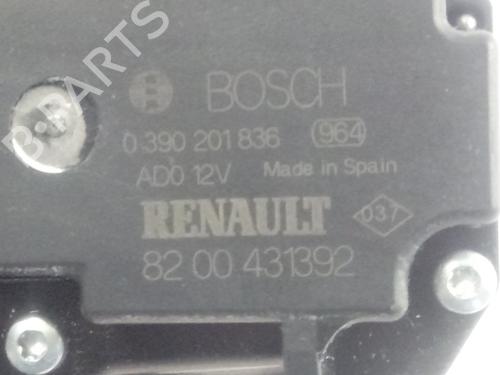 B-PARTS
BOSCH
0 390 201 836 964
AD0 12V Made in Spain
RENAULT 037
82 00 431392